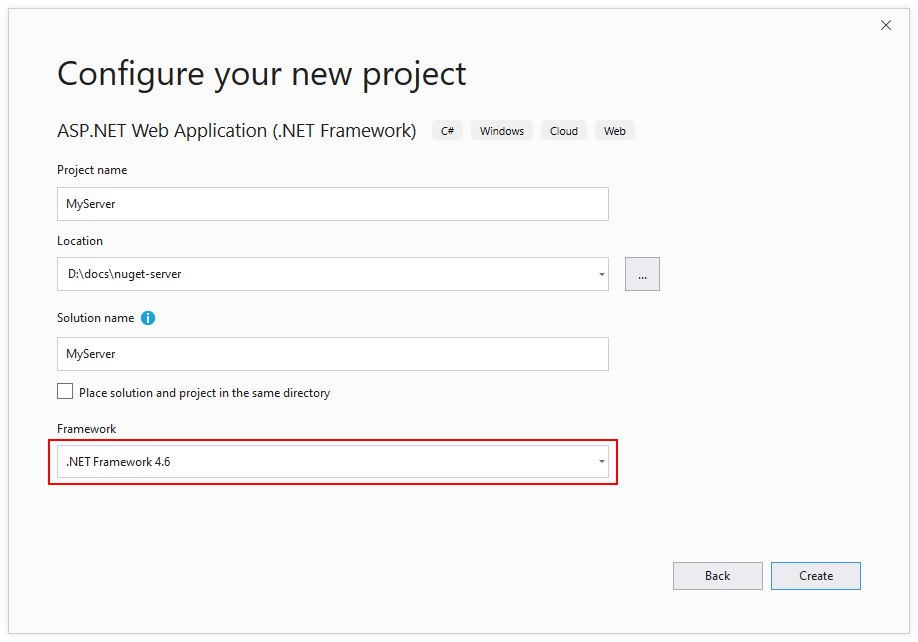 Configure your new project
ASP.NET Web Application (.NET Framework) C# Windows Cloud Web
Project name
MyServer
Location
D:\docs\nuget-server
...
Solution name
MyServer
Place solution and project in the same directory
Framework
.NET Framework 4.6
Back Create